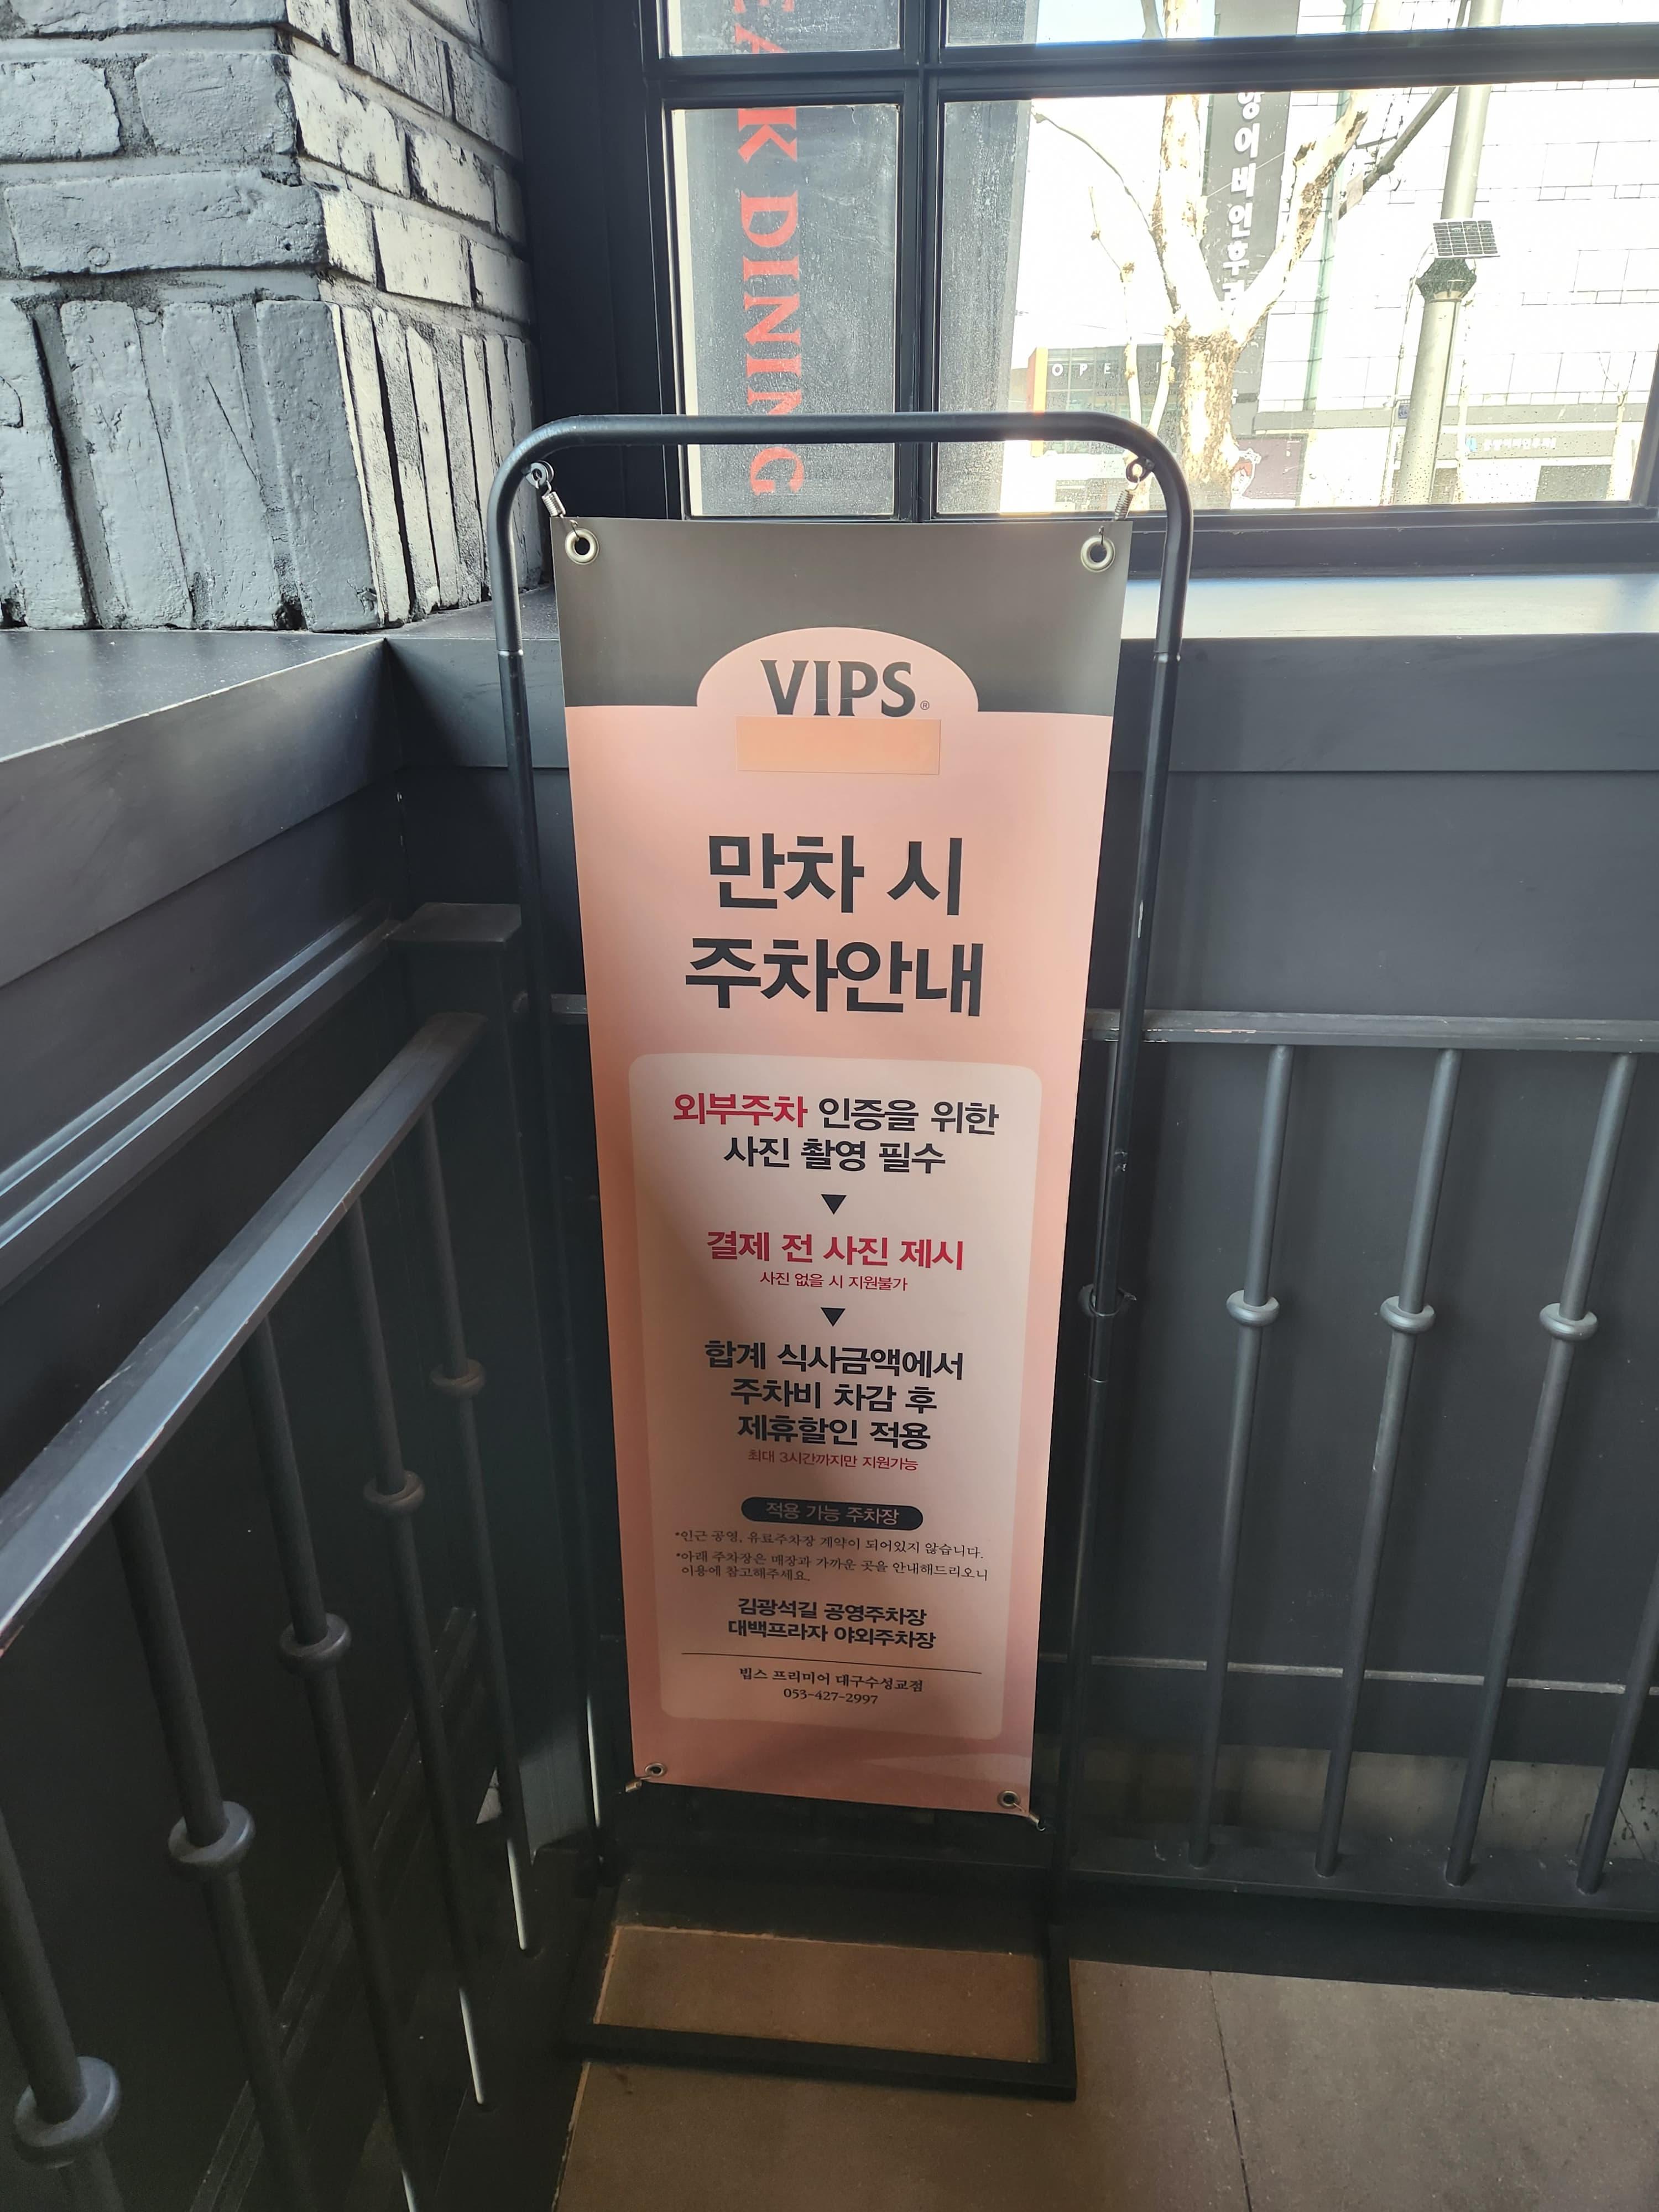 EAK DINING
OPE
VIPS®
만차 시
주차안내
외부주차 인증을 위한
사진 촬영 필수
▼
결제 전 사진 제시
사진 없을 시 지원불가
▼
합계 식사금액에서
주차비 차감 후
제휴할인 적용
최대 3시간까지만 지원가능
적용 가능 주차장
*인근 공영, 유료주차장 계약이 되어있지 않습니다.
*아래 주차장은 매장과 가까운 곳을 안내해드리오니
이용에 참고해주세요.
김광석길 공영주차장
대백프라자 야외주차장
빕스 프리미어 대구수성교점
053-427-2997